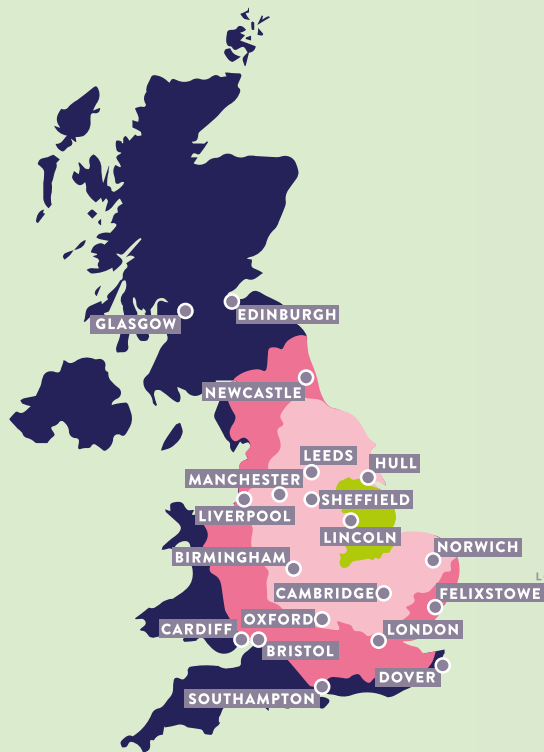 EDINBURGH
GLASGOW
NEWCASTLE
LEEDS
HULL
MANCHESTER
SHEFFIELD
LIVERPOOL
LINCOLN
NORWICH
BIRMINGHAM
CAMBRIDGE
FELIXSTOWE
OXFORD
CARDIFF
LONDON
BRISTOL
DOVER
SOUTHAMPTON